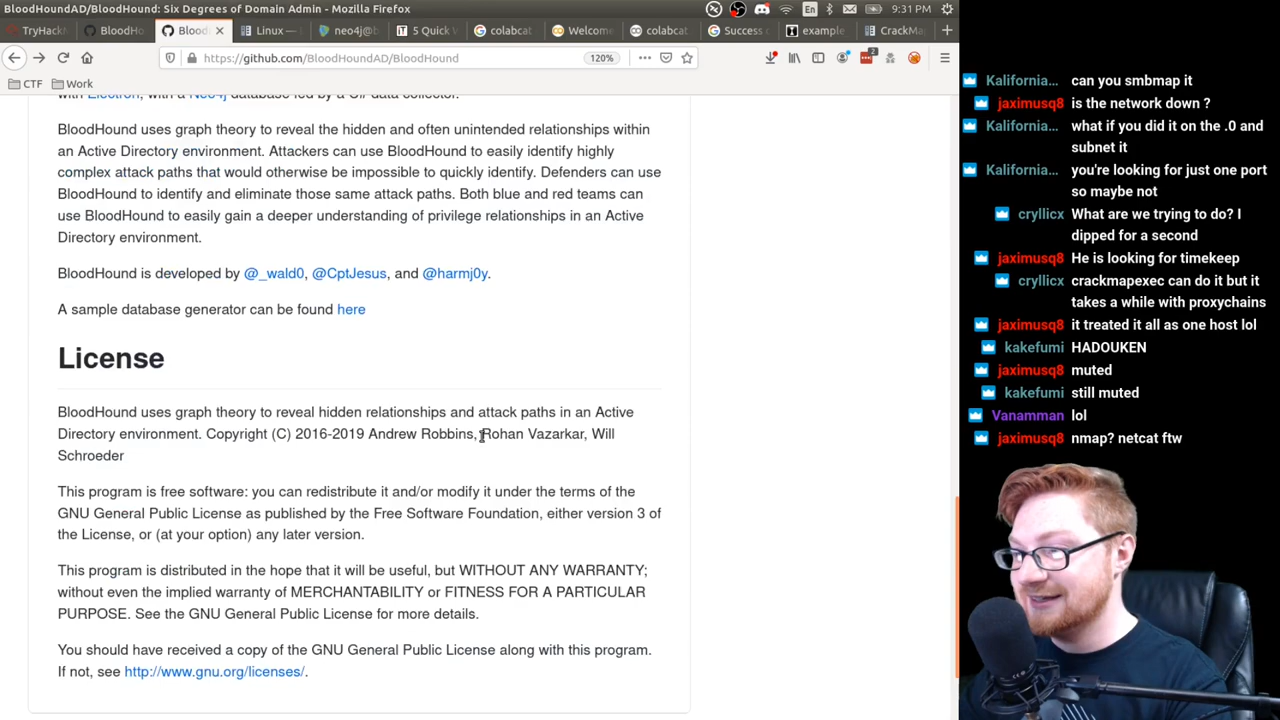 BloodHoundAD/BloodHound: Six Degrees of Domain Admin - Mozilla Firefox
En
9:31 PM
TryHackM
BloodHo
Blood
Linux —
neo4j@b
5 Quick
colabcat
Welcome
colabcat
Success
example
CrackMa
https://github.com/BloodHoundAD/BloodHound
120%
2
CTF
Work
with Electron, with a Neo4j database fed by a C# data collector.
BloodHound uses graph theory to reveal the hidden and often unintended relationships within
an Active Directory environment. Attackers can use BloodHound to easily identify highly
complex attack paths that would otherwise be impossible to quickly identify. Defenders can use
BloodHound to identify and eliminate those same attack paths. Both blue and red teams can
use BloodHound to easily gain a deeper understanding of privilege relationships in an Active
Directory environment.
BloodHound is developed by @_wald0, @CptJesus, and @harmj0y.
A sample database generator can be found here
License
BloodHound uses graph theory to reveal hidden relationships and attack paths in an Active
Directory environment. Copyright (C) 2016-2019 Andrew Robbins, Rohan Vazarkar, Will
Schroeder
This program is free software: you can redistribute it and/or modify it under the terms of the
GNU General Public License as published by the Free Software Foundation, either version 3 of
the License, or (at your option) any later version.
This program is distributed in the hope that it will be useful, but WITHOUT ANY WARRANTY;
without even the implied warranty of MERCHANTABILITY or FITNESS FOR A PARTICULAR
PURPOSE. See the GNU General Public License for more details.
You should have received a copy of the GNU General Public License along with this program.
If not, see http://www.gnu.org/licenses/.
Kalifornia… can you smbmap it
jaximusq8 is the network down ?
Kalifornia… what if you did it on the .0 and
subnet it
Kalifornia… you're looking for just one port
so maybe not
cryllicx What are we trying to do? I
dipped for a second
jaximusq8 He is looking for timekeep
cryllicx crackmapexec can do it but it
takes a while with proxychains
jaximusq8 it treated it all as one host lol
kakefumi HADOUKEN
jaximusq8 muted
kakefumi still muted
Vanamman lol
jaximusq8 nmap? netcat ftw